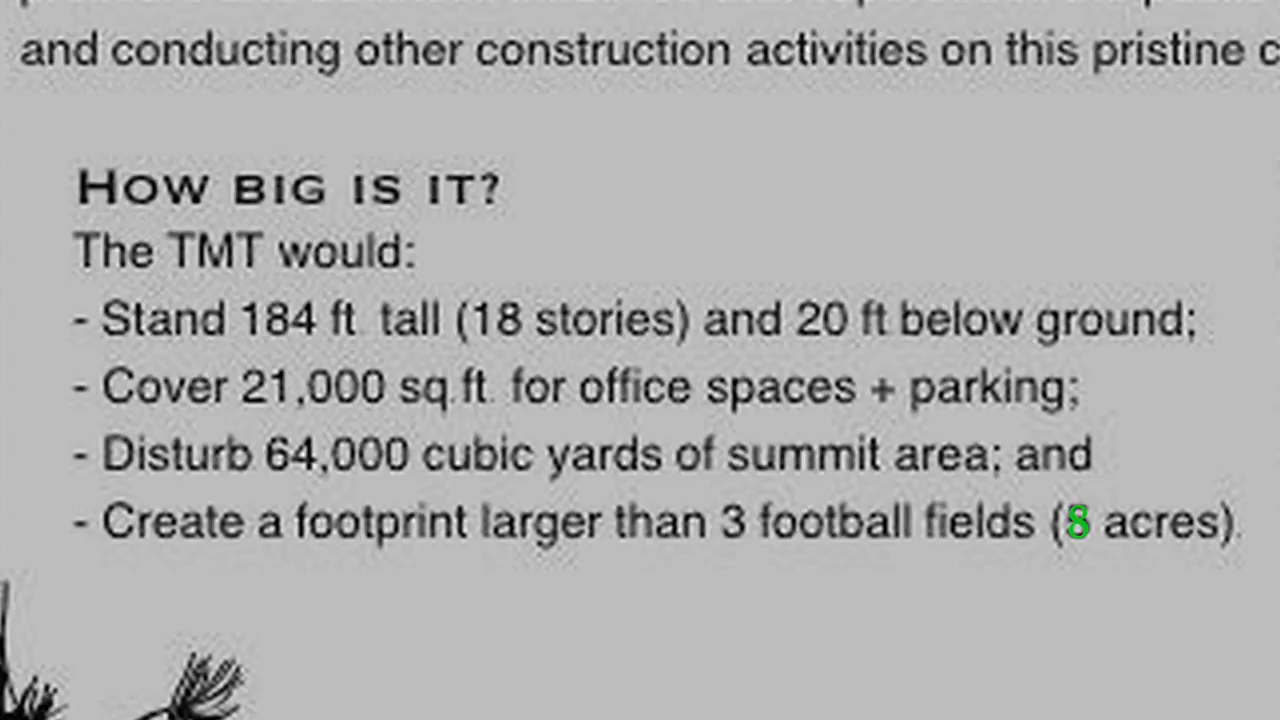 and conducting other construction activities on this pristine
HOW BIG IS IT?
The TMT would:
- Stand 184 ft. tall (18 stories) and 20 ft below ground;
- Cover 21,000 sq.ft. for office spaces + parking;
- Disturb 64,000 cubic yards of summit area; and
- Create a footprint larger than 3 football fields (8 acres).